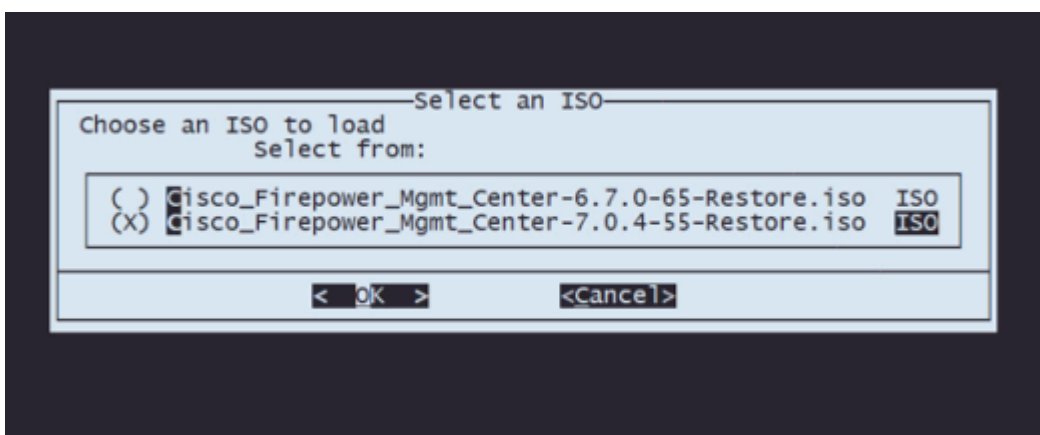 Select an ISO
Choose an ISO to load
Select from:
( ) Cisco_Firepower_Mgmt_Center-6.7.0-65-Restore.iso ISO
(X) Cisco_Firepower_Mgmt_Center-7.0.4-55-Restore.iso ISO
< OK > <Cancel>